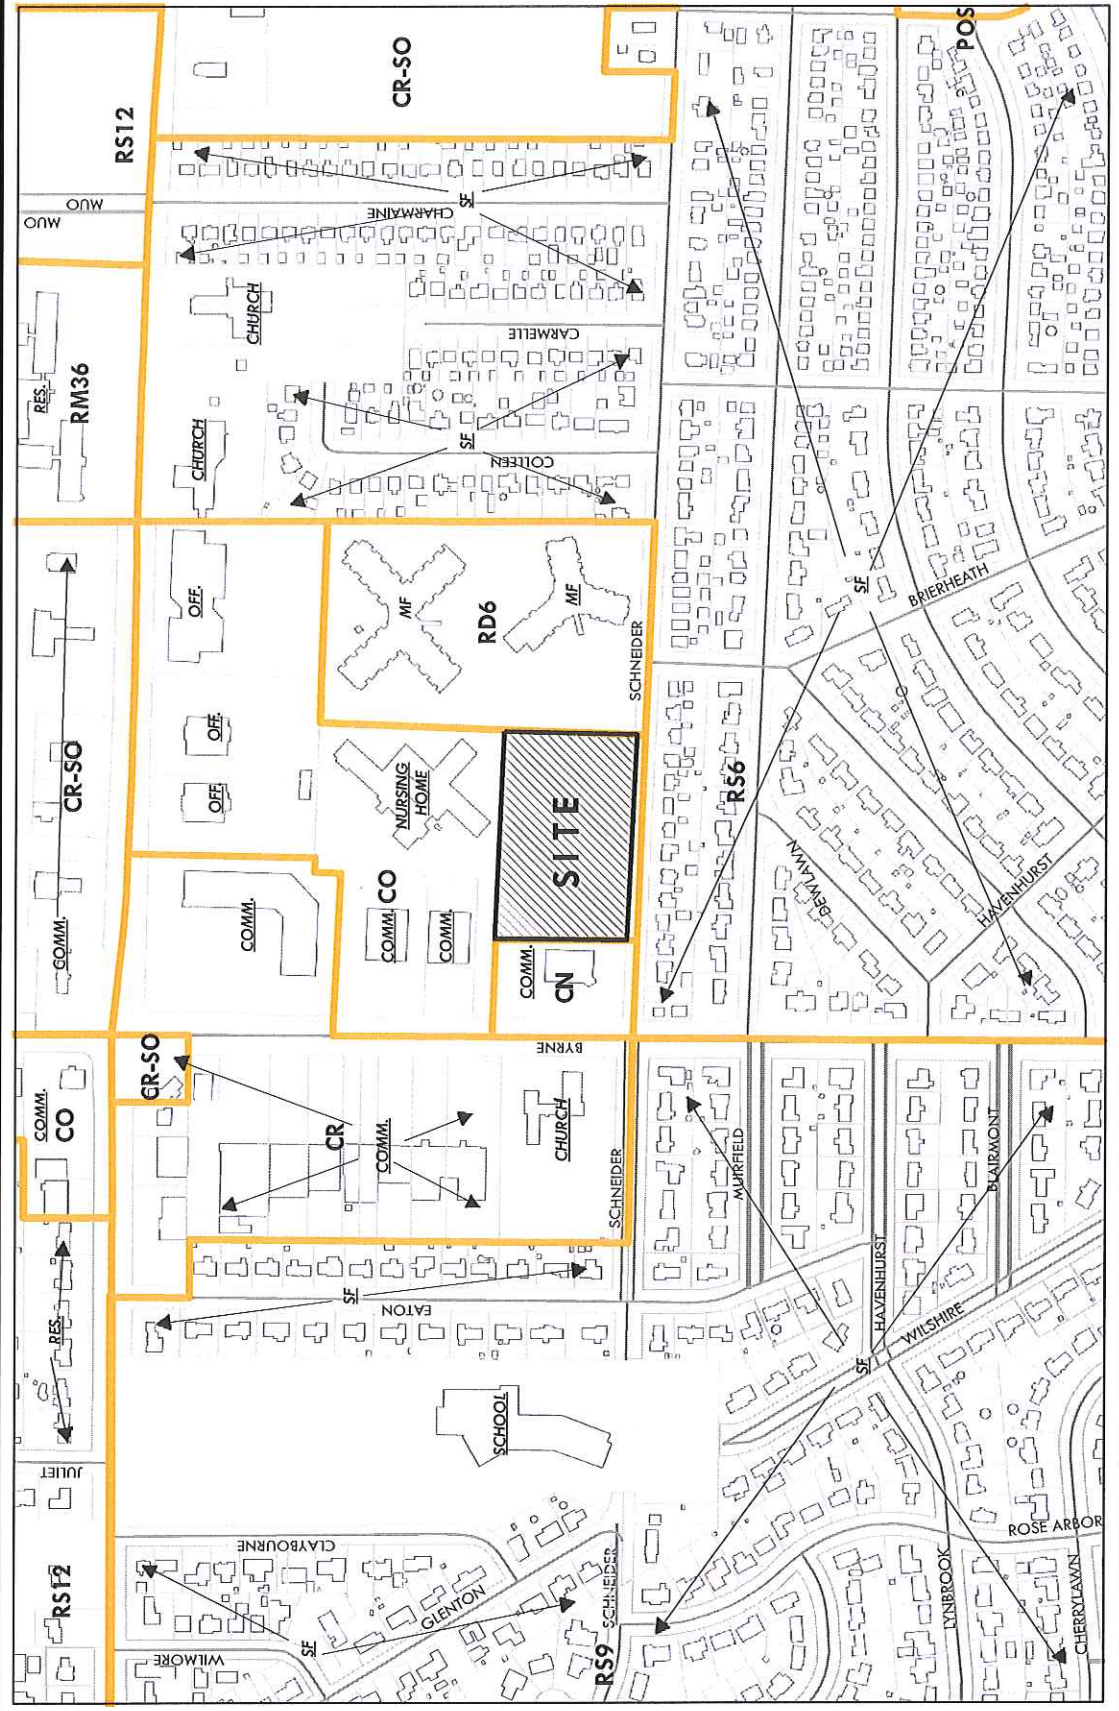 POS
CR-SO
RS12
MUO
MUO
SF
CHARMAINE
CHURCH
CARMELLE
RES.
RM36
CHURCH
SF
COLLEEN
OFF.
MF
RD6
MF
SCHNEIDER
SF
BRIERHEATH
OFF.
CR-SO
OFF.
NURSING
HOME
SITE
RS6
DEWLAWN
HAVENHURST
COMM.
COMM.
COMM.
CO
COMM.
COMM.
CN
BYRNE
CR-SO
COMM.
CO
CR
COMM.
CHURCH
SCHNEIDER
MUIRFIELD
BLAIRMONT
HAVENHURST
WILSHIRE
SF
RES.
SF
EATON
SCHOOL
JULIET
RS12
CLAYBOURNE
GLENTON
SF
WILMORE
SCHNEIDER
RS9
LYNBROOK
ROSE ARBOR
CHERRYLAWN